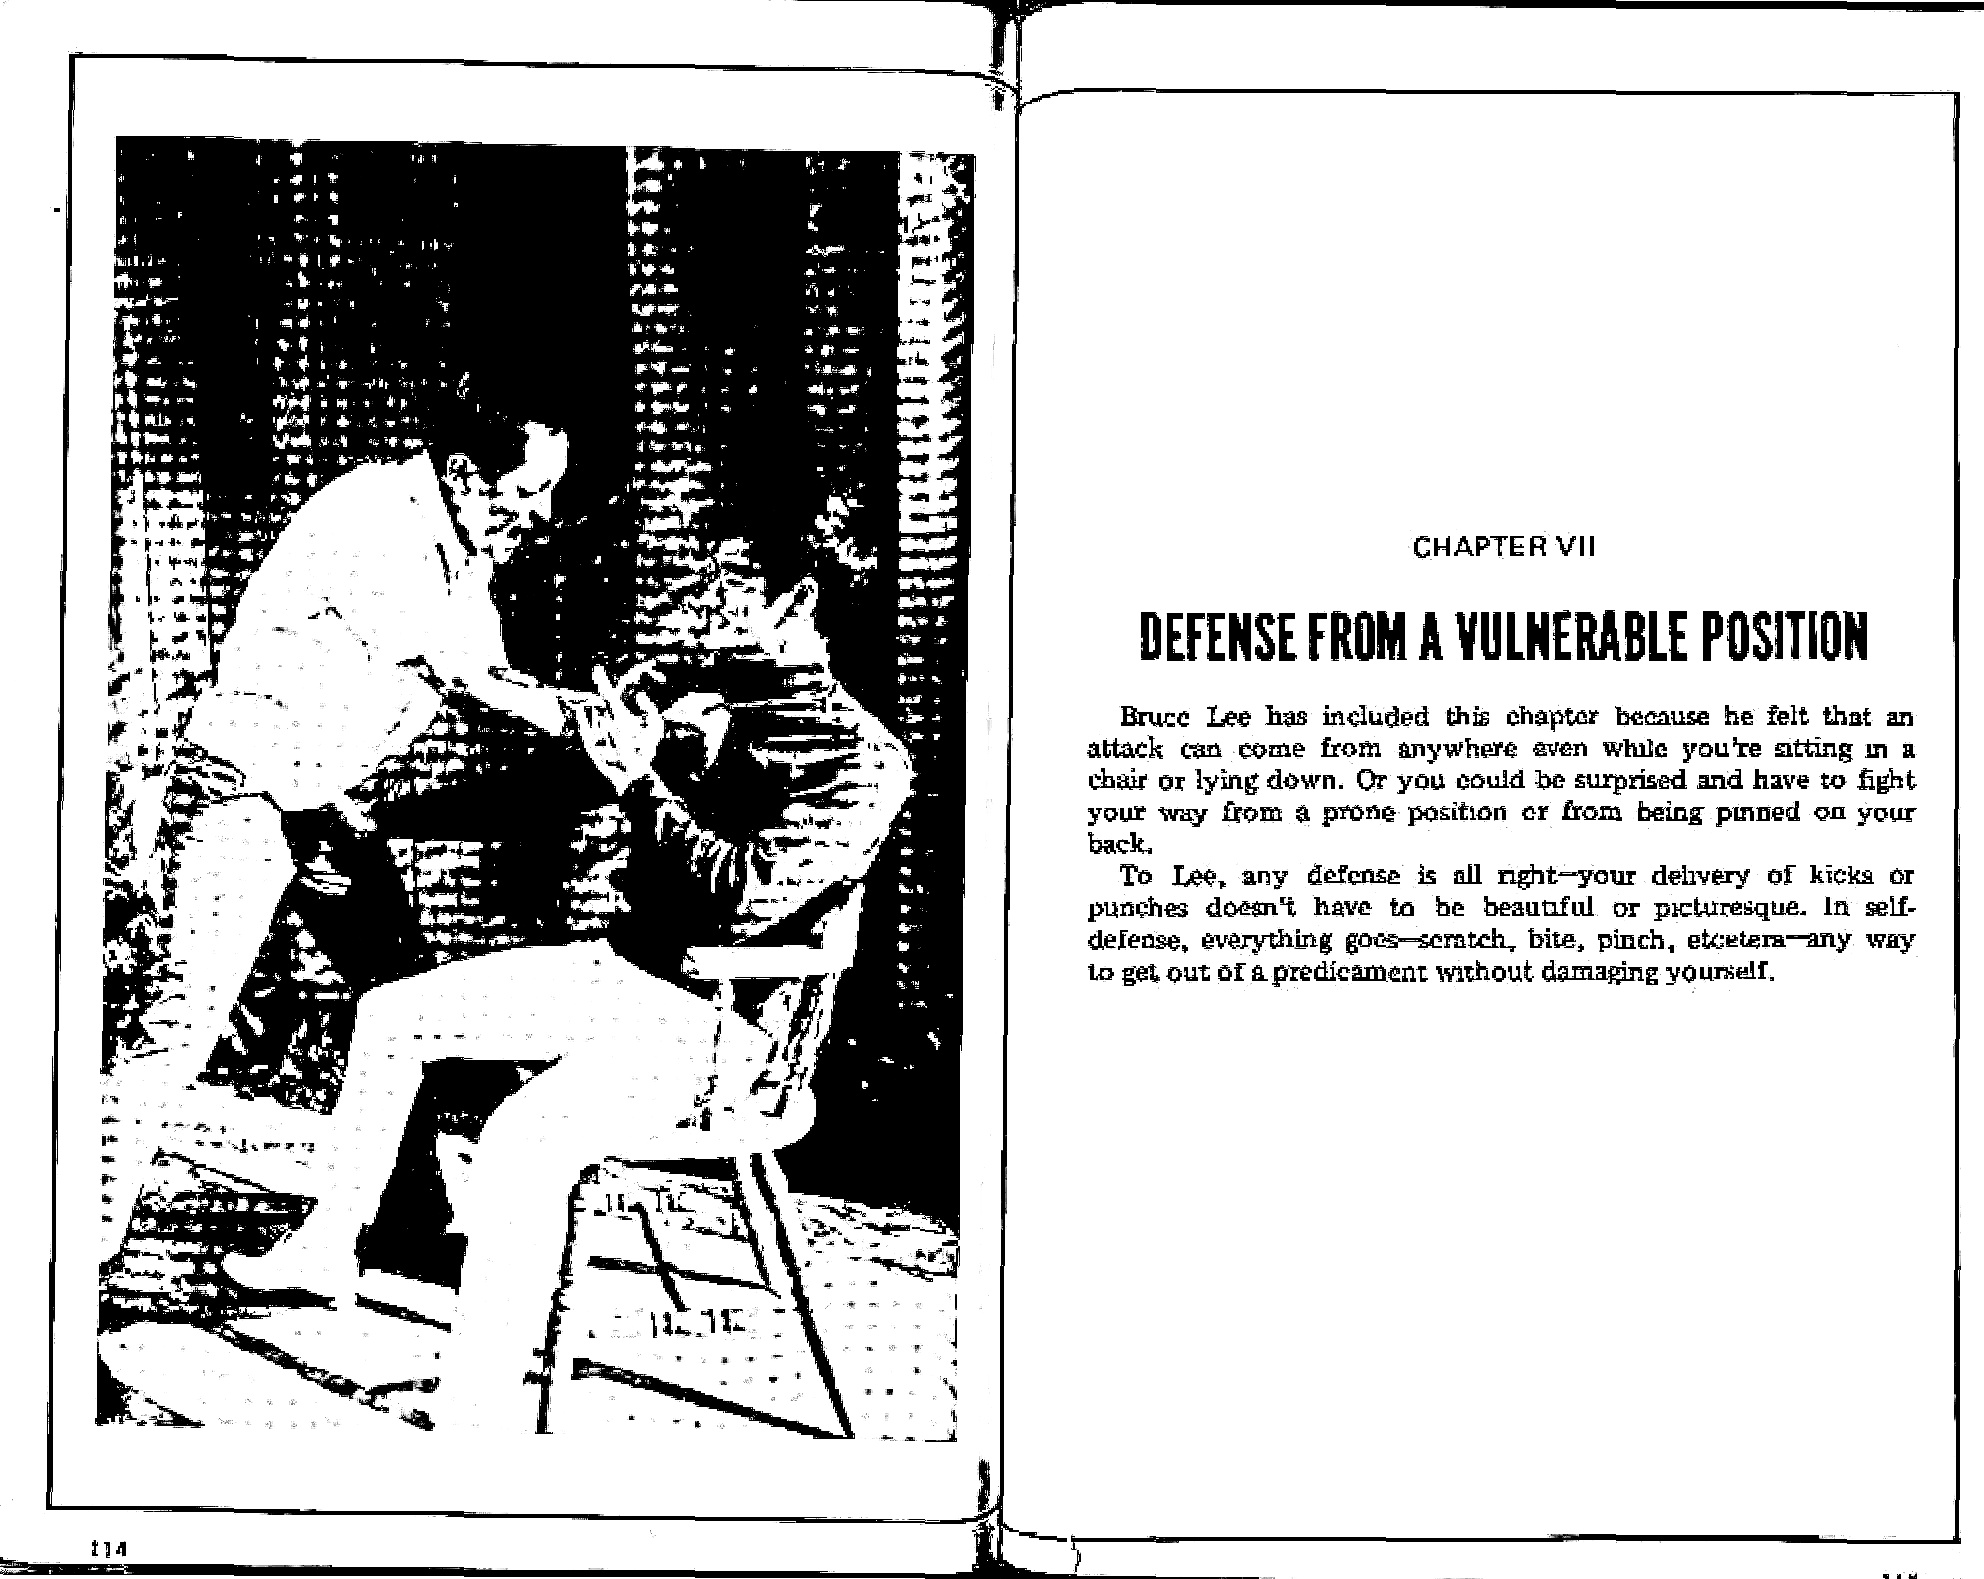 CHAPTER VII
DEFENSE FROM A VULNERABLE POSITION
Bruce Lee has included this chapter because he felt that an
attack can come from anywhere even while you're sitting in a
chair or lying down. Or you could be surprised and have to fight
your way from a prone position or from being pinned on your
back.
To Lee, any defense is all right—your delivery of kicks or
punches doesn't have to be beautiful or picturesque. In self-
defense, everything goes—scratch, bite, pinch, etcetera—any way
to get out of a predicament without damaging yourself.
114